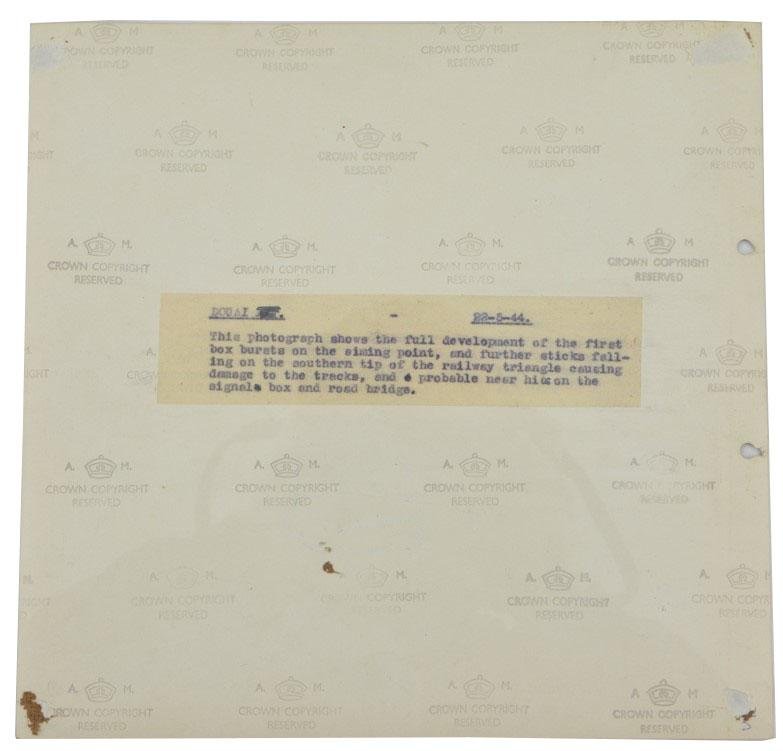 A. M.
CROWN COPYRIGHT
RESERVED
DOUAI - 22-5-44.
This photograph shows the full development of the first
box bursts on the aiming point, and further sticks fall-
ing on the southern tip of the railway triangle causing
damage to the tracks, and probable near hits on the
signal box and road bridge.